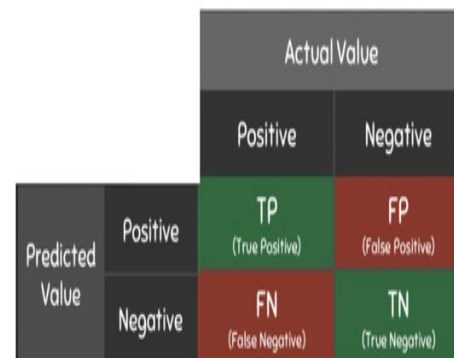 Actual Value
Positive
Negative
Predicted
Value
Positive
TP
(True Positive)
FP
(False Positive)
Negative
FN
(False Negative)
TN
(True Negative)